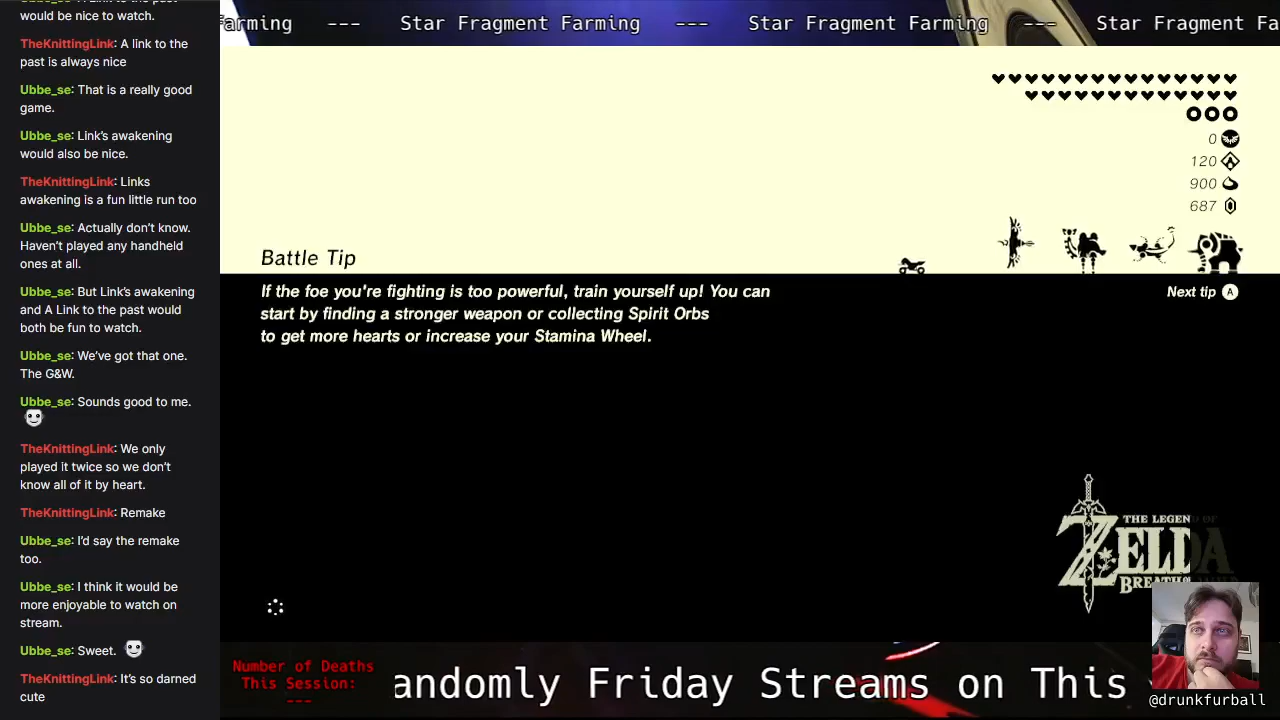 would be nice to watch.
TheKnittingLink: A link to the
past is always nice
Ubbe_se: That is a really good
game.
Ubbe_se: Link's awakening
would also be nice.
TheKnittingLink: Links
awakening is a fun little run too
Ubbe_se: Actually don't know.
Haven't played any handheld
ones at all.
Ubbe_se: But Link's awakening
and A Link to the past would
both be fun to watch.
Ubbe_se: We've got that one.
The G&W.
Ubbe_se: Sounds good to me.
TheKnittingLink: We only
played it twice so we don't
know all of it by heart.
TheKnittingLink: Remake
Ubbe_se: I'd say the remake
too.
Ubbe_se: I think it would be
more enjoyable to watch on
stream.
Ubbe_se: Sweet.
TheKnittingLink: It's so darned
cute
arming --- Star Fragment Farming --- Star Fragment Farming --- Star Fragment Fa
0
120
900
687
Battle Tip
If the foe you're fighting is too powerful, train yourself up! You can
start by finding a stronger weapon or collecting Spirit Orbs
to get more hearts or increase your Stamina Wheel.
Next tip A
THE LEGEND OF
ZELDA
BREATH OF
Number of Deaths
This Session:
---
andomly Friday Streams on This
@drunkfurball